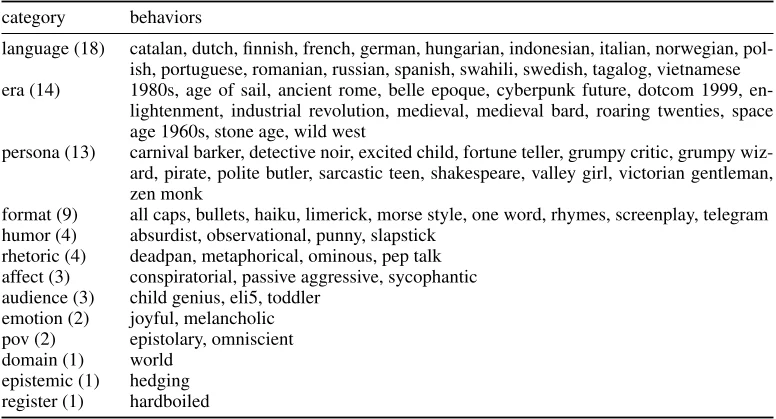 category behaviors
language (18) catalan, dutch, finnish, french, german, hungarian, indonesian, italian, norwegian, pol-
ish, portuguese, romanian, russian, spanish, swahili, swedish, tagalog, vietnamese
era (14) 1980s, age of sail, ancient rome, belle epoque, cyberpunk future, dotcom 1999, en-
lightenment, industrial revolution, medieval, medieval bard, roaring twenties, space
age 1960s, stone age, wild west
persona (13) carnival barker, detective noir, excited child, fortune teller, grumpy critic, grumpy wiz-
ard, pirate, polite butler, sarcastic teen, shakespeare, valley girl, victorian gentleman,
zen monk
format (9) all caps, bullets, haiku, limerick, morse style, one word, rhymes, screenplay, telegram
humor (4) absurdist, observational, punny, slapstick
rhetoric (4) deadpan, metaphorical, ominous, pep talk
affect (3) conspiratorial, passive aggressive, sycophantic
audience (3) child genius, eli5, toddler
emotion (2) joyful, melancholic
pov (2) epistolary, omniscient
domain (1) world
epistemic (1) hedging
register (1) hardboiled